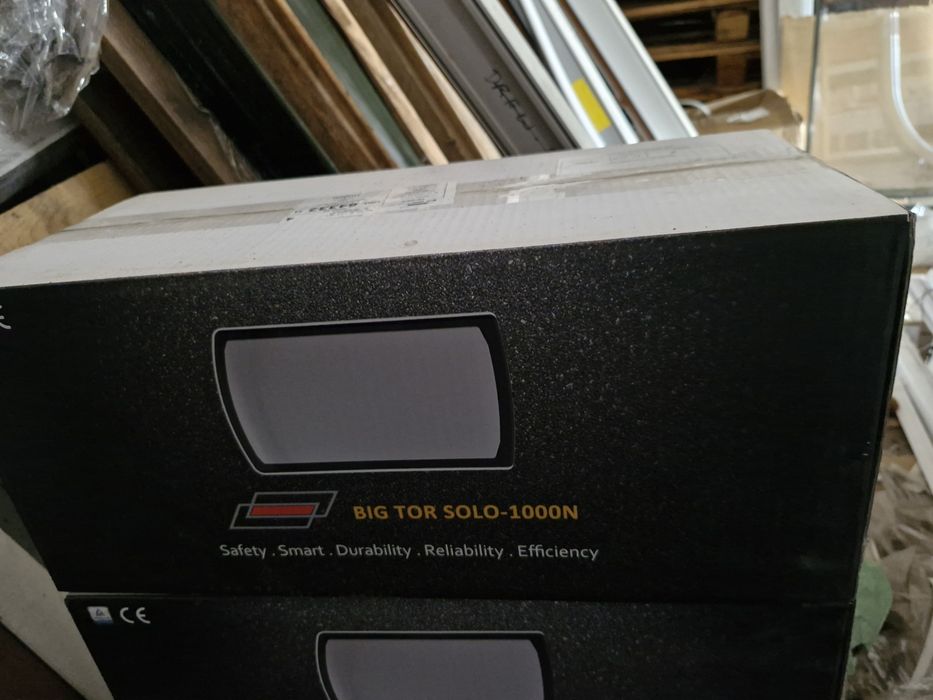 BIG TOR SOLO-1000N
Safety . Smart . Durability . Reliability . Efficiency
CE